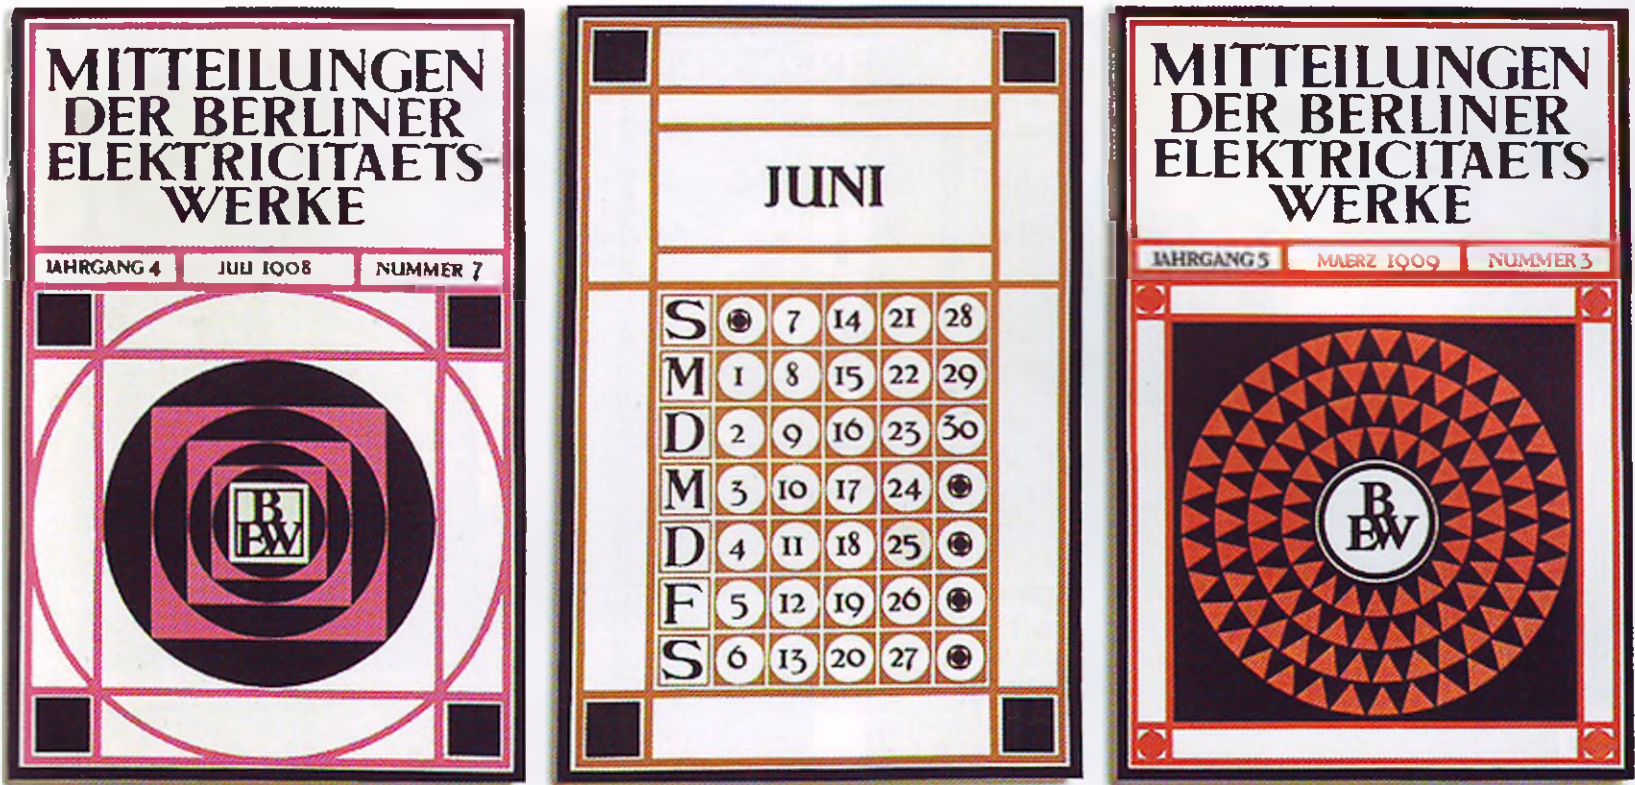 MITTEILUNGEN
DER BERLINER
ELEKTRICITAETS-
WERKE
JAHRGANG 4 JULI 1908 NUMMER 7
B
EW
JUNI
S 7 14 21 28
M 1 8 15 22 29
D 2 9 16 23 30
M 3 10 17 24
D 4 11 18 25
F 5 12 19 26
S 6 13 20 27
MITTEILUNGEN
DER BERLINER
ELEKTRICITAETS-
WERKE
JAHRGANG 5 MAERZ 1909 NUMMER 3
B
EW